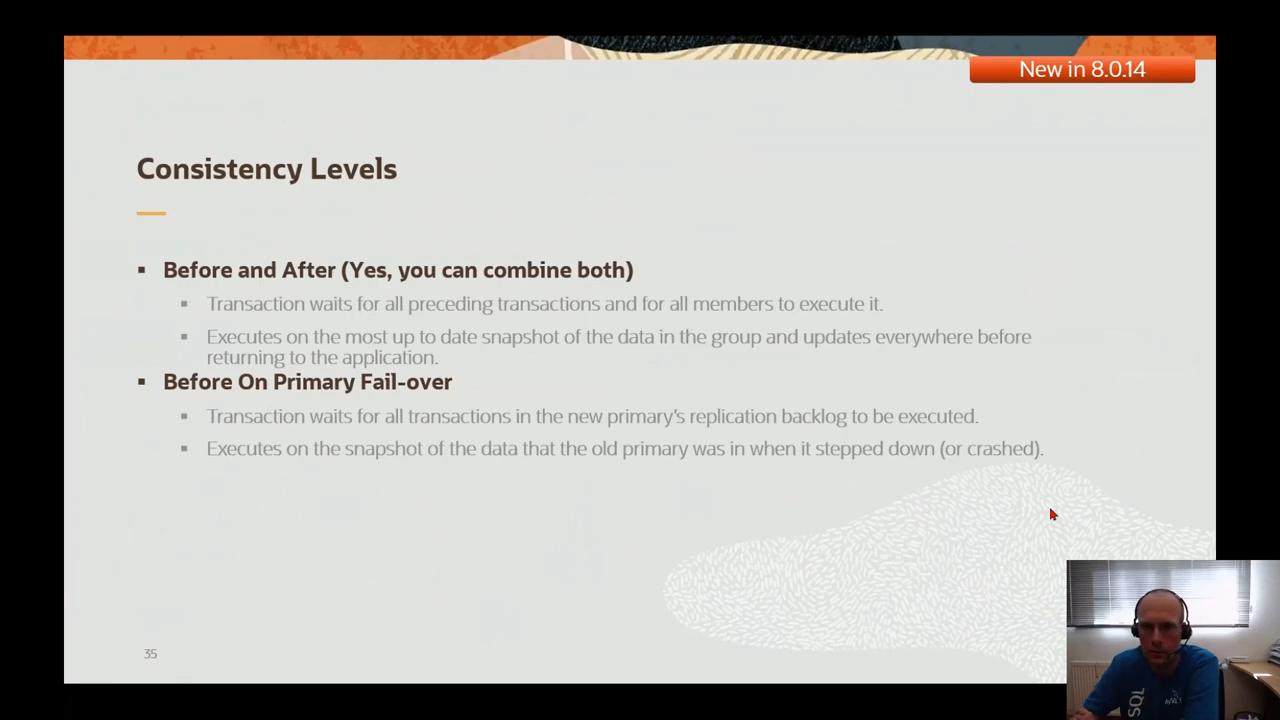 New in 8.0.14
Consistency Levels
▪ Before and After (Yes, you can combine both)
▪ Transaction waits for all preceding transactions and for all members to execute it.
▪ Executes on the most up to date snapshot of the data in the group and updates everywhere before
returning to the application.
▪ Before On Primary Fail-over
▪ Transaction waits for all transactions in the new primary’s replication backlog to be executed.
▪ Executes on the snapshot of the data that the old primary was in when it stepped down (or crashed).
35
SQL